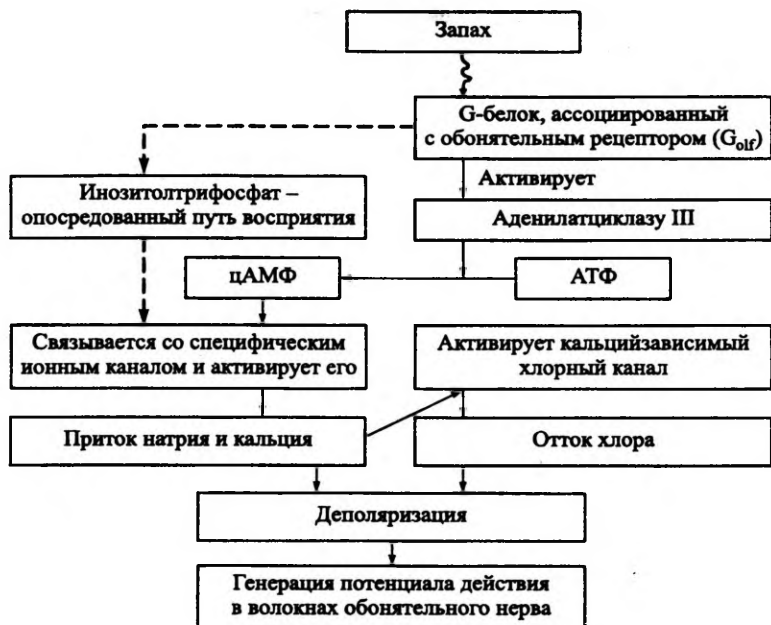 Запах
G-белок, ассоциированный
с обонятельным рецептором (Golf)
Активирует
Инозитолтрифосфат –
опосредованный путь восприятия
Аденилатциклазу III
цАМФ
АТФ
Связывается со специфическим
ионным каналом и активирует его
Активирует кальцийзависимый
хлорный канал
Приток натрия и кальция
Отток хлора
Деполяризация
Генерация потенциала действия
в волокнах обонятельного нерва